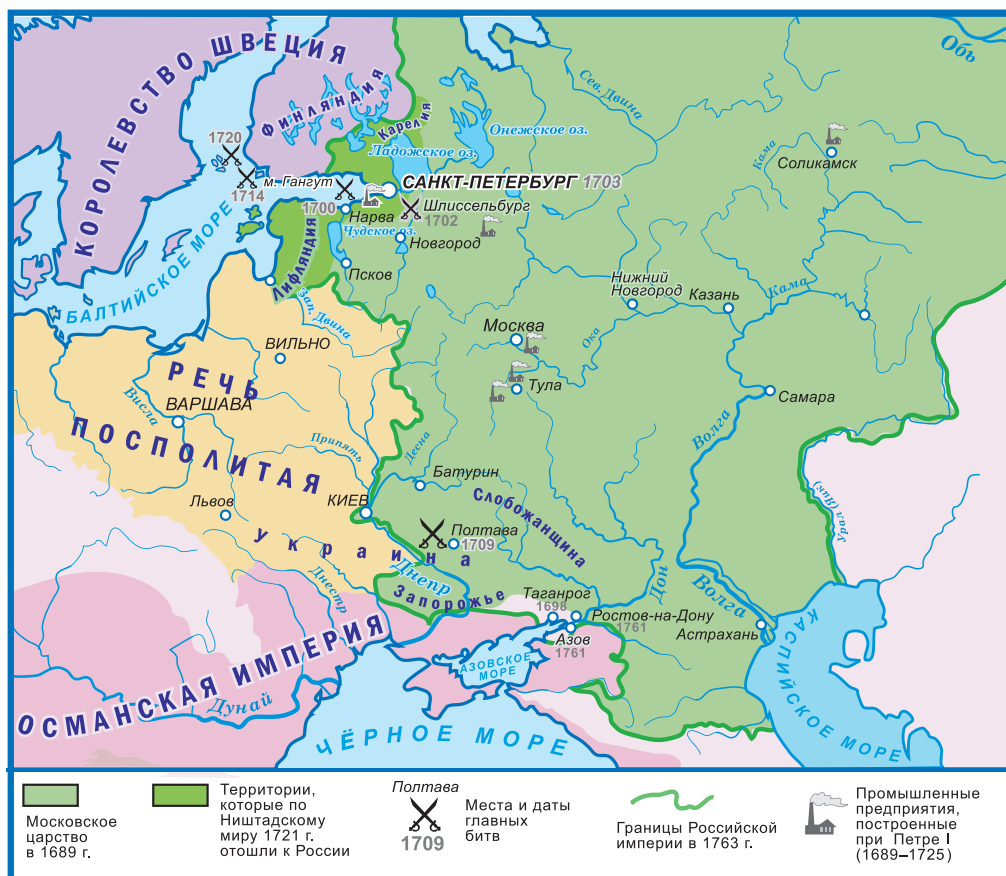 КОРОЛЕВСТВО ШВЕЦИЯ
ФИНЛЯНДИЯ
Карелия
Онежское оз.
Ладожское оз.
Сев. Двина
Обь
Кама
Соликамск
1720
1714
м. Гангут
САНКТ-ПЕТЕРБУРГ 1703
1700
Нарва
Шлиссельбург
1702
Чудское оз.
Новгород
Псков
Лифляндия
БАЛТИЙСКОЕ МОРЕ
Зап. Двина
Нижний
Новгород
Казань
Кама
Москва
Ока
ВИЛЬНО
РЕЧЬ
ПОСПОЛИТАЯ
Висла
ВАРШАВА
Тула
Самара
Волга
Припять
Десна
Батурин
Львов
КИЕВ
Слобожанщина
Полтава
1709
Украина
Урал (Яик)
Днепр
Днестр
Запорожье
Дон
Волга
Таганрог
1698
Ростов-на-Дону
1761
Азов
1761
Астрахань
АЗОВСКОЕ
МОРЕ
КАСПИЙСКОЕ МОРЕ
ОСМАНСКАЯ ИМПЕРИЯ
Дунай
ЧЁРНОЕ МОРЕ
Московское
царство
в 1689 г.
Территории,
которые по
Ништадскому
миру 1721 г.
отошли к России
Полтава
1709
Места и даты
главных
битв
Границы Российской
империи в 1763 г.
Промышленные
предприятия,
построенные
при Петре I
(1689–1725)